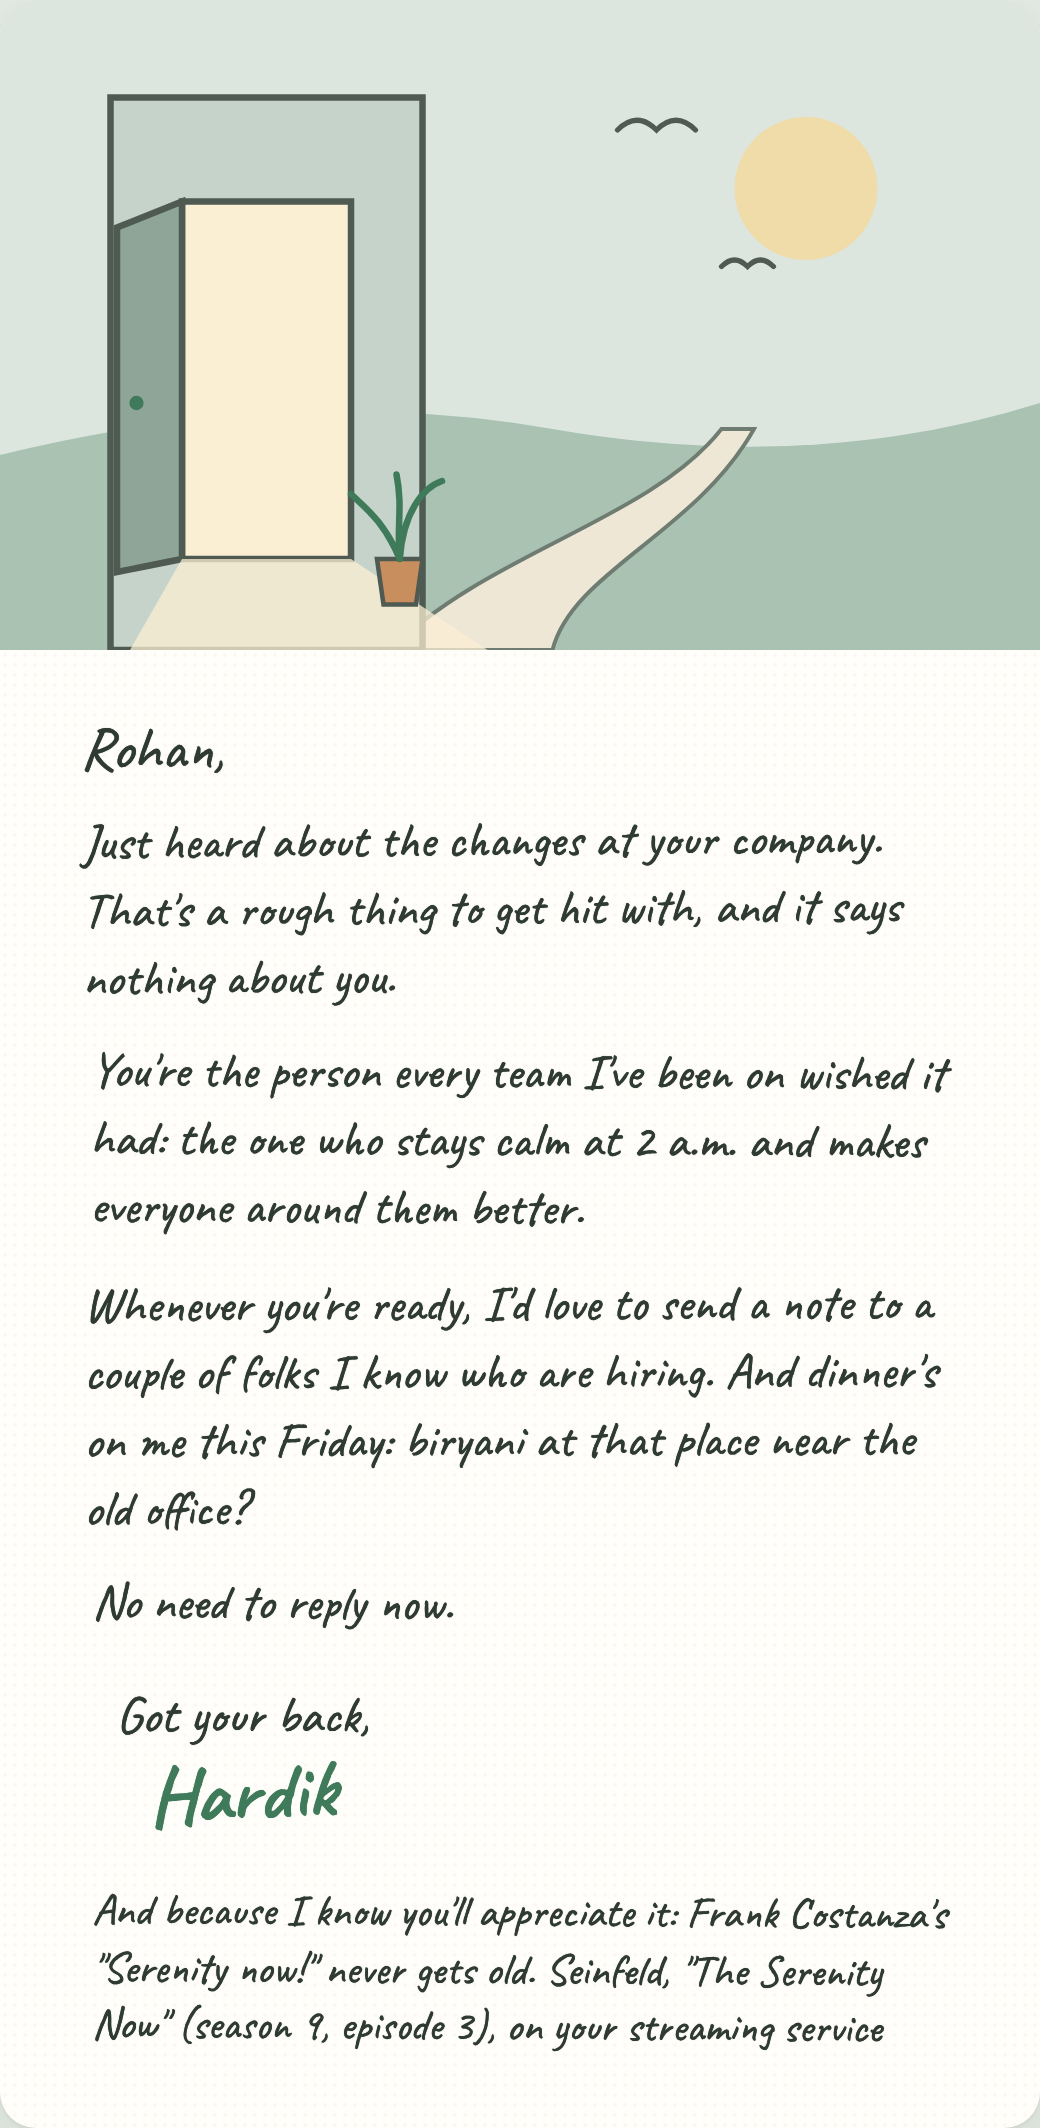 Rohan,
Just heard about the changes at your company.
That's a rough thing to get hit with, and it says
nothing about you.
You're the person every team I've been on wished it
had: the one who stays calm at 2 a.m. and makes
everyone around them better.
Whenever you're ready, I'd love to send a note to a
couple of folks I know who are hiring. And dinner's
on me this Friday: biryani at that place near the
old office?
No need to reply now.
Got your back,
Hardik
And because I know you'll appreciate it: Frank Costanza's
"Serenity now!" never gets old. Seinfeld, "The Serenity
Now" (season 9, episode 3), on your streaming service